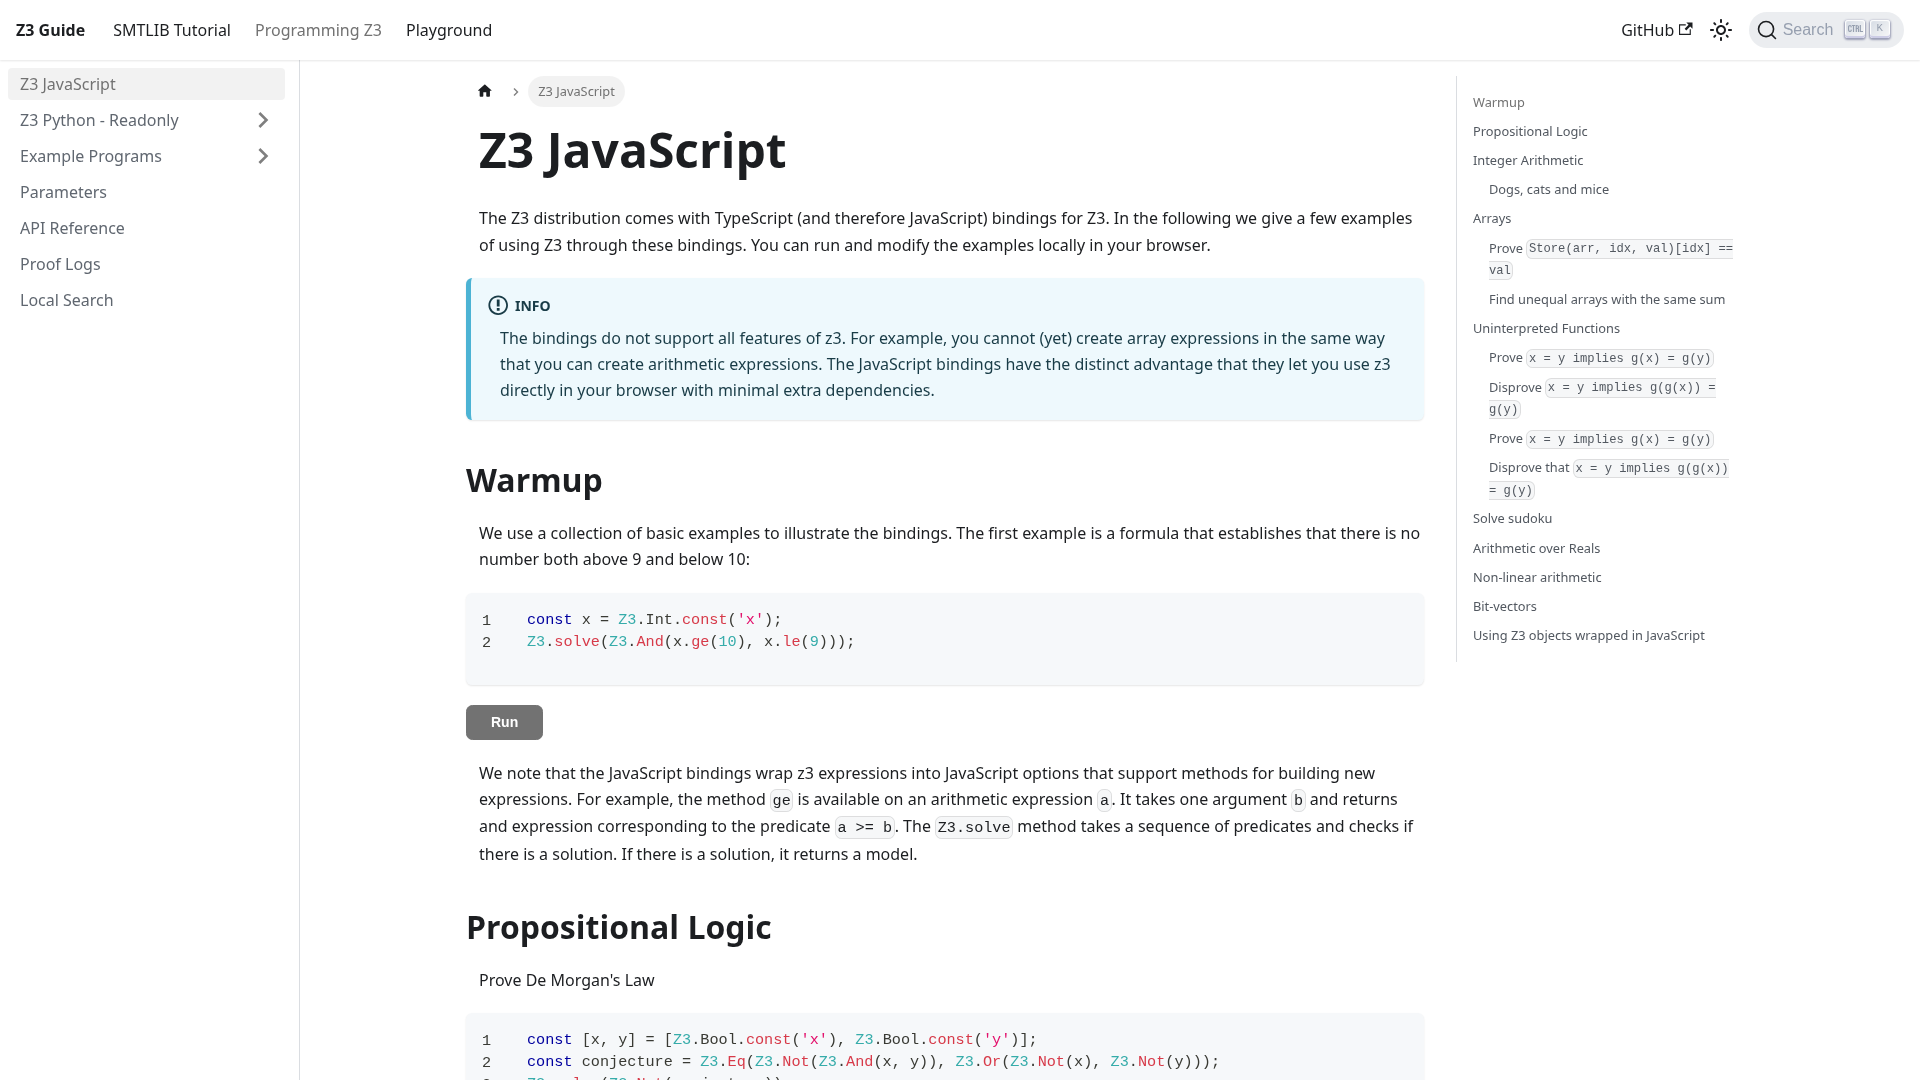 Z3 Guide SMTLIB Tutorial Programming Z3 Playground GitHub Search CTRL K
Z3 JavaScript
Z3 Python - Readonly
Example Programs
Parameters
API Reference
Proof Logs
Local Search
Z3 JavaScript
Z3 JavaScript
The Z3 distribution comes with TypeScript (and therefore JavaScript) bindings for Z3. In the following we give a few examples
of using Z3 through these bindings. You can run and modify the examples locally in your browser.
INFO
The bindings do not support all features of z3. For example, you cannot (yet) create array expressions in the same way
that you can create arithmetic expressions. The JavaScript bindings have the distinct advantage that they let you use z3
directly in your browser with minimal extra dependencies.
Warmup
We use a collection of basic examples to illustrate the bindings. The first example is a formula that establishes that there is no
number both above 9 and below 10:
1 const x = Z3.Int.const('x');
2 Z3.solve(Z3.And(x.ge(10), x.le(9)));
Run
We note that the JavaScript bindings wrap z3 expressions into JavaScript options that support methods for building new
expressions. For example, the method ge is available on an arithmetic expression a. It takes one argument b and returns
and expression corresponding to the predicate a >= b. The Z3.solve method takes a sequence of predicates and checks if
there is a solution. If there is a solution, it returns a model.
Propositional Logic
Prove De Morgan's Law
1 const [x, y] = [Z3.Bool.const('x'), Z3.Bool.const('y')];
2 const conjecture = Z3.Eq(Z3.Not(Z3.And(x, y)), Z3.Or(Z3.Not(x), Z3.Not(y)));
Warmup
Propositional Logic
Integer Arithmetic
Dogs, cats and mice
Arrays
Prove Store(arr, idx, val)[idx] ==
val
Find unequal arrays with the same sum
Uninterpreted Functions
Prove x = y implies g(x) = g(y)
Disprove x = y implies g(g(x)) =
g(y)
Prove x = y implies g(x) = g(y)
Disprove that x = y implies g(g(x))
= g(y)
Solve sudoku
Arithmetic over Reals
Non-linear arithmetic
Bit-vectors
Using Z3 objects wrapped in JavaScript